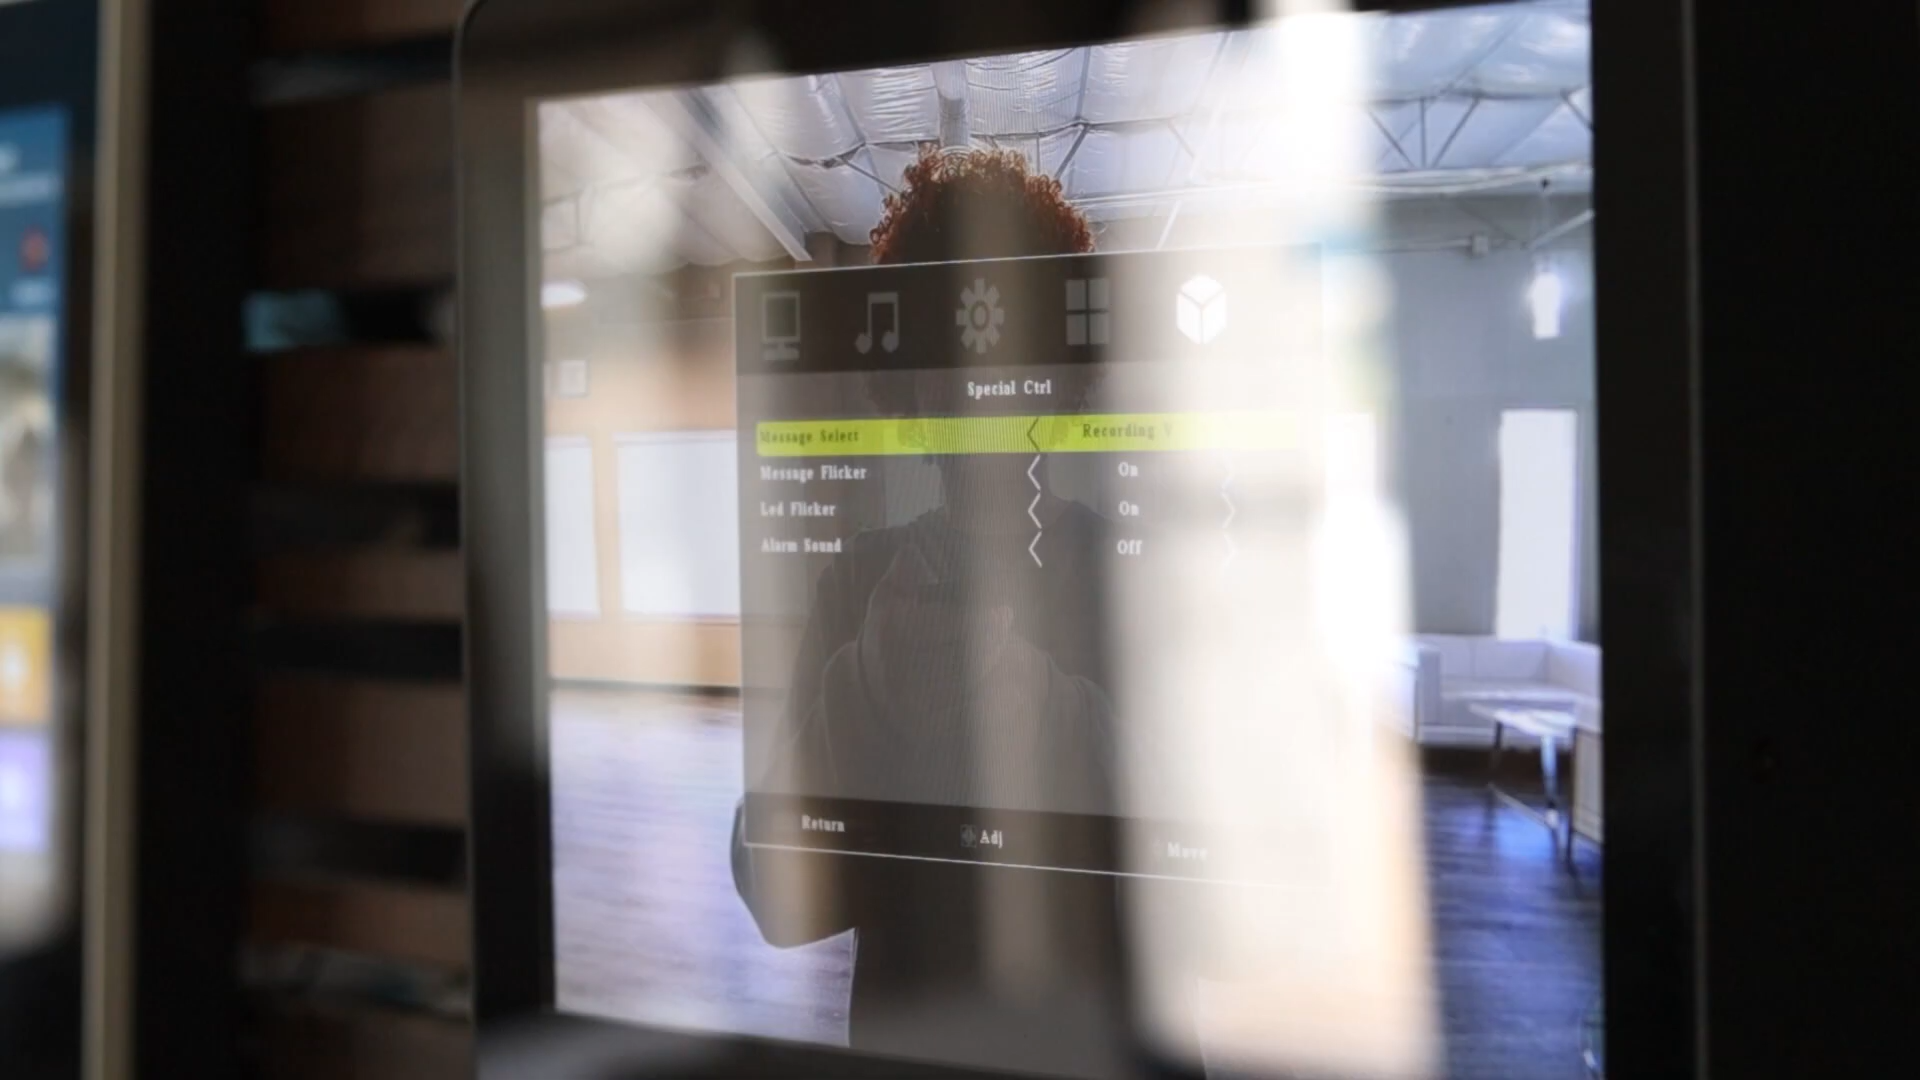 Special Ctrl
Message Select Recording V
Message Flicker On
Led Flicker On
Alarm Sound Off
Return Adj Move